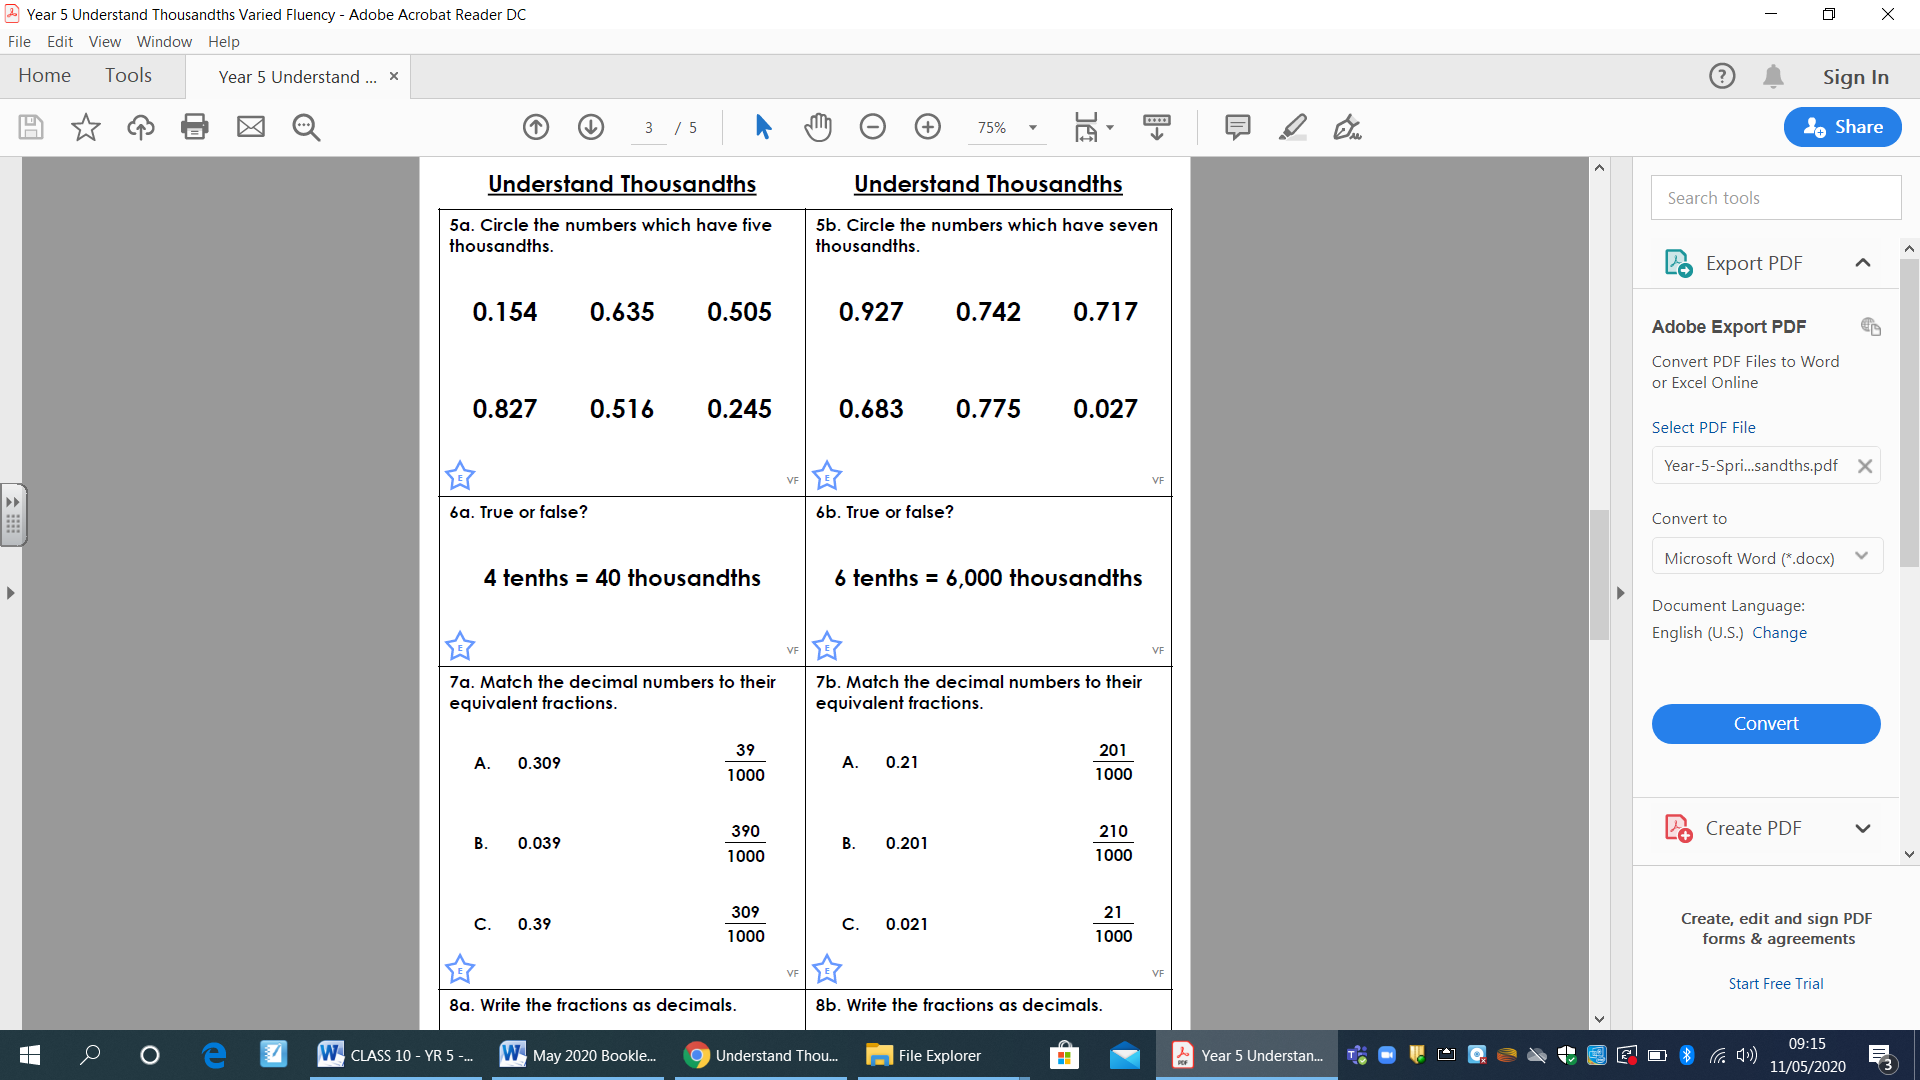 Year 5 Understand Thousandths Varied Fluency - Adobe Acrobat Reader DC
File Edit View Window Help
Home Tools Year 5 Understand ... × ? Sign In
3 / 5 75% Share
Understand Thousandths
5a. Circle the numbers which have five
thousandths.
0.154 0.635 0.505
0.827 0.516 0.245
E VF
6a. True or false?
4 tenths = 40 thousandths
E VF
7a. Match the decimal numbers to their
equivalent fractions.
A. 0.309 39/1000
B. 0.039 390/1000
C. 0.39 309/1000
E VF
8a. Write the fractions as decimals.
Understand Thousandths
5b. Circle the numbers which have seven
thousandths.
0.927 0.742 0.717
0.683 0.775 0.027
E VF
6b. True or false?
6 tenths = 6,000 thousandths
E VF
7b. Match the decimal numbers to their
equivalent fractions.
A. 0.21 201/1000
B. 0.201 210/1000
C. 0.021 21/1000
E VF
8b. Write the fractions as decimals.
Search tools
Export PDF
Adobe Export PDF
Convert PDF Files to Word
or Excel Online
Select PDF File
Year-5-Spri...sandths.pdf
Convert to
Microsoft Word (*.docx)
Document Language:
English (U.S.) Change
Convert
Create PDF
Create, edit and sign PDF
forms & agreements
Start Free Trial
CLASS 10 - YR 5 -... May 2020 Bookle... Understand Thou... File Explorer Year 5 Understan... 09:15
11/05/2020 3